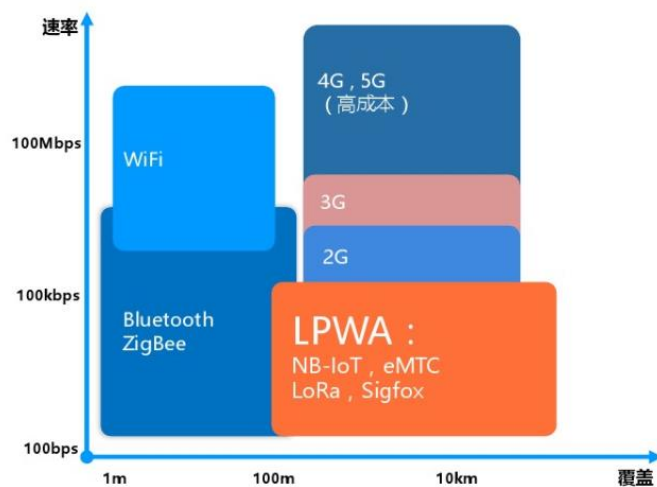 速率
4G , 5G
（高成本）
100Mbps
WiFi
3G
2G
100kbps
Bluetooth
ZigBee
LPWA：
NB-IoT , eMTC
LoRa , Sigfox
100bps
1m
100m
10km
覆盖